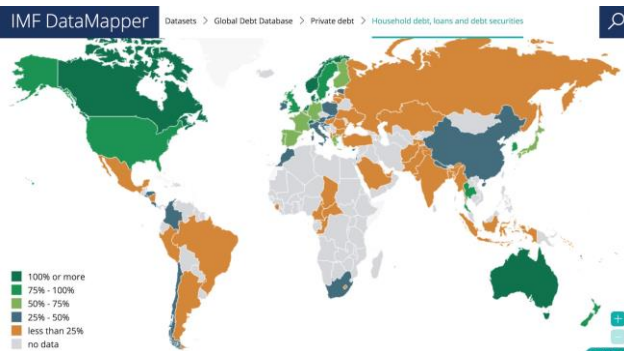 IMF DataMapper
Datasets > Global Debt Database > Private debt > Household debt, loans and debt securities
100% or more
75% - 100%
50% - 75%
25% - 50%
less than 25%
no data